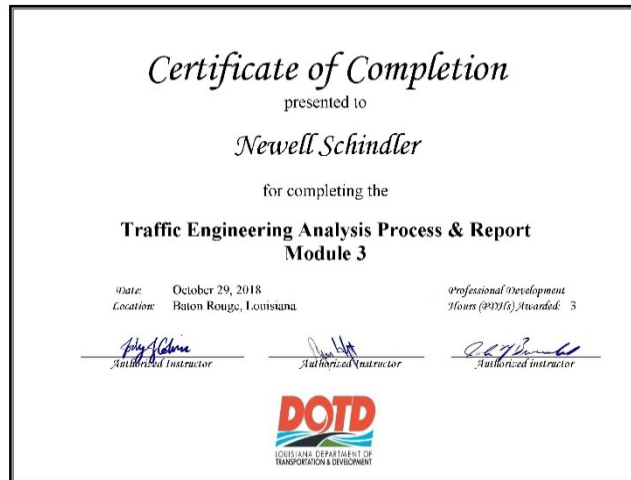 Certificate of Completion
presented to
Newell Schindler
for completing the
Traffic Engineering Analysis Process & Report
Module 3
Date: October 29, 2018
Location: Baton Rouge, Louisiana
Professional Development
Hours (PDHs) Awarded: 3
Authorized Instructor
Authorized Instructor
Authorized instructor
DOTD
LOUISIANA DEPARTMENT OF
TRANSPORTATION & DEVELOPMENT